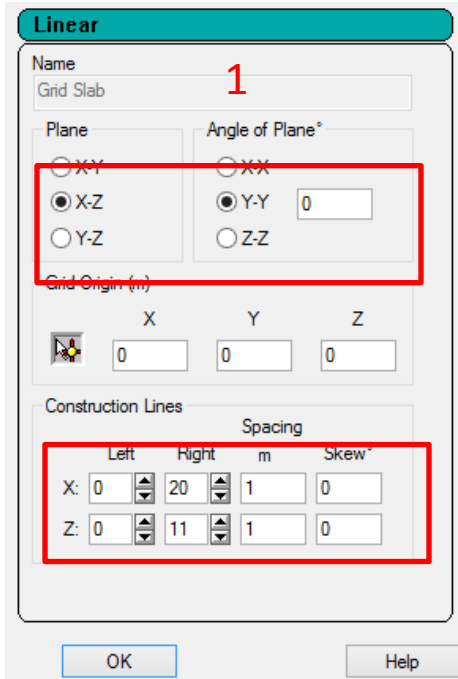 Linear
Name
1
Grid Slab
Plane Angle of Plane°
X-Y X-X
X-Z Y-Y 0
Y-Z Z-Z
Grid Origin (m)
X Y Z
0 0 0
Construction Lines
Spacing
Left Right m Skew°
X: 0 20 1 0
Z: 0 11 1 0
OK Help